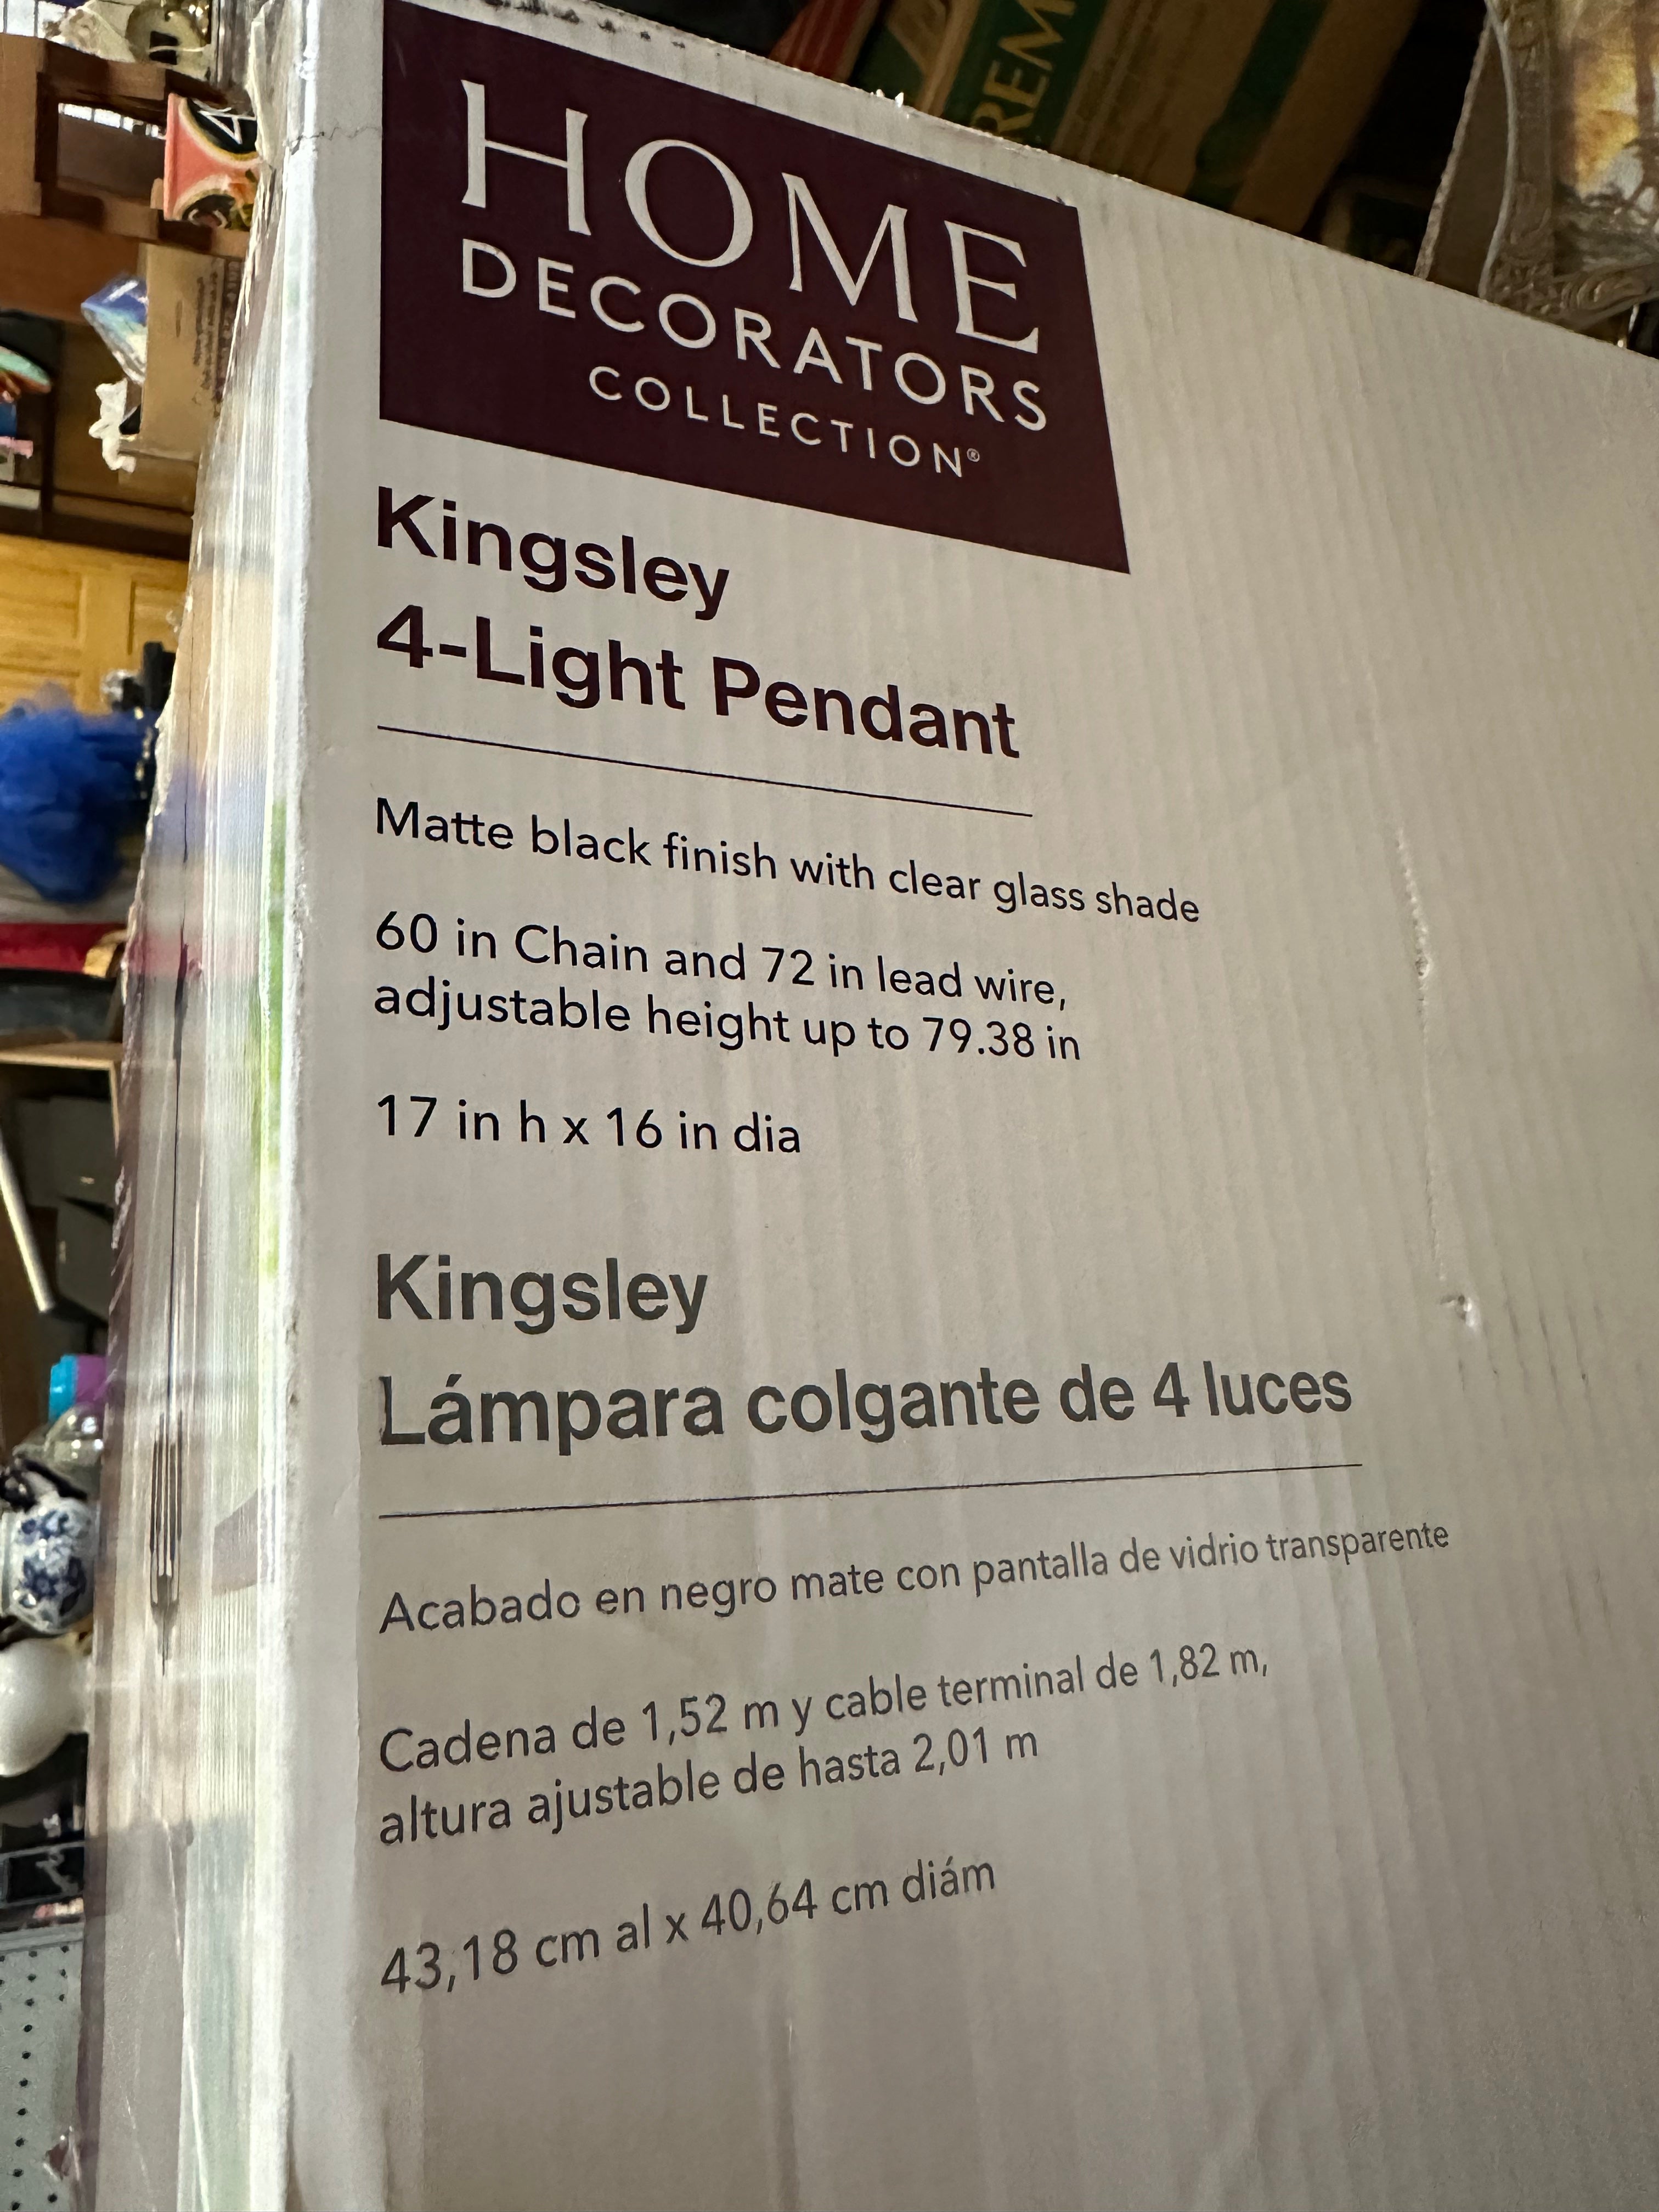 HOME
DECORATORS
COLLECTION®
Kingsley
4-Light Pendant
Matte black finish with clear glass shade
60 in Chain and 72 in lead wire,
adjustable height up to 79.38 in
17 in h x 16 in dia
Kingsley
Lámpara colgante de 4 luces
Acabado en negro mate con pantalla de vidrio transparente
Cadena de 1,52 m y cable terminal de 1,82 m,
altura ajustable de hasta 2,01 m
43,18 cm al x 40,64 cm diám